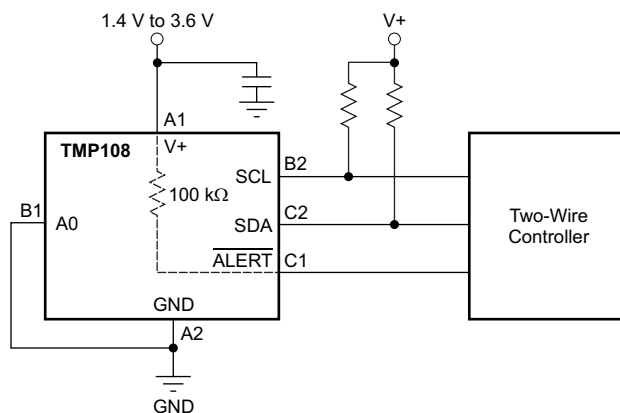 1.4 V to 3.6 V
V+
A1
TMP108
V+
B2
SCL
100 kΩ
B1
A0
C2
SDA
Two-Wire
Controller
ALERT
C1
GND
A2
GND